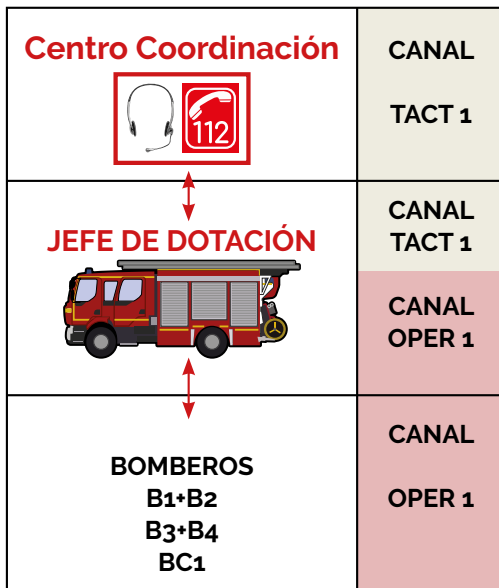 Centro Coordinación
112
CANAL
TACT 1
JEFE DE DOTACIÓN
CANAL
TACT 1
CANAL
OPER 1
BOMBEROS
B1+B2
B3+B4
BC1
CANAL
OPER 1